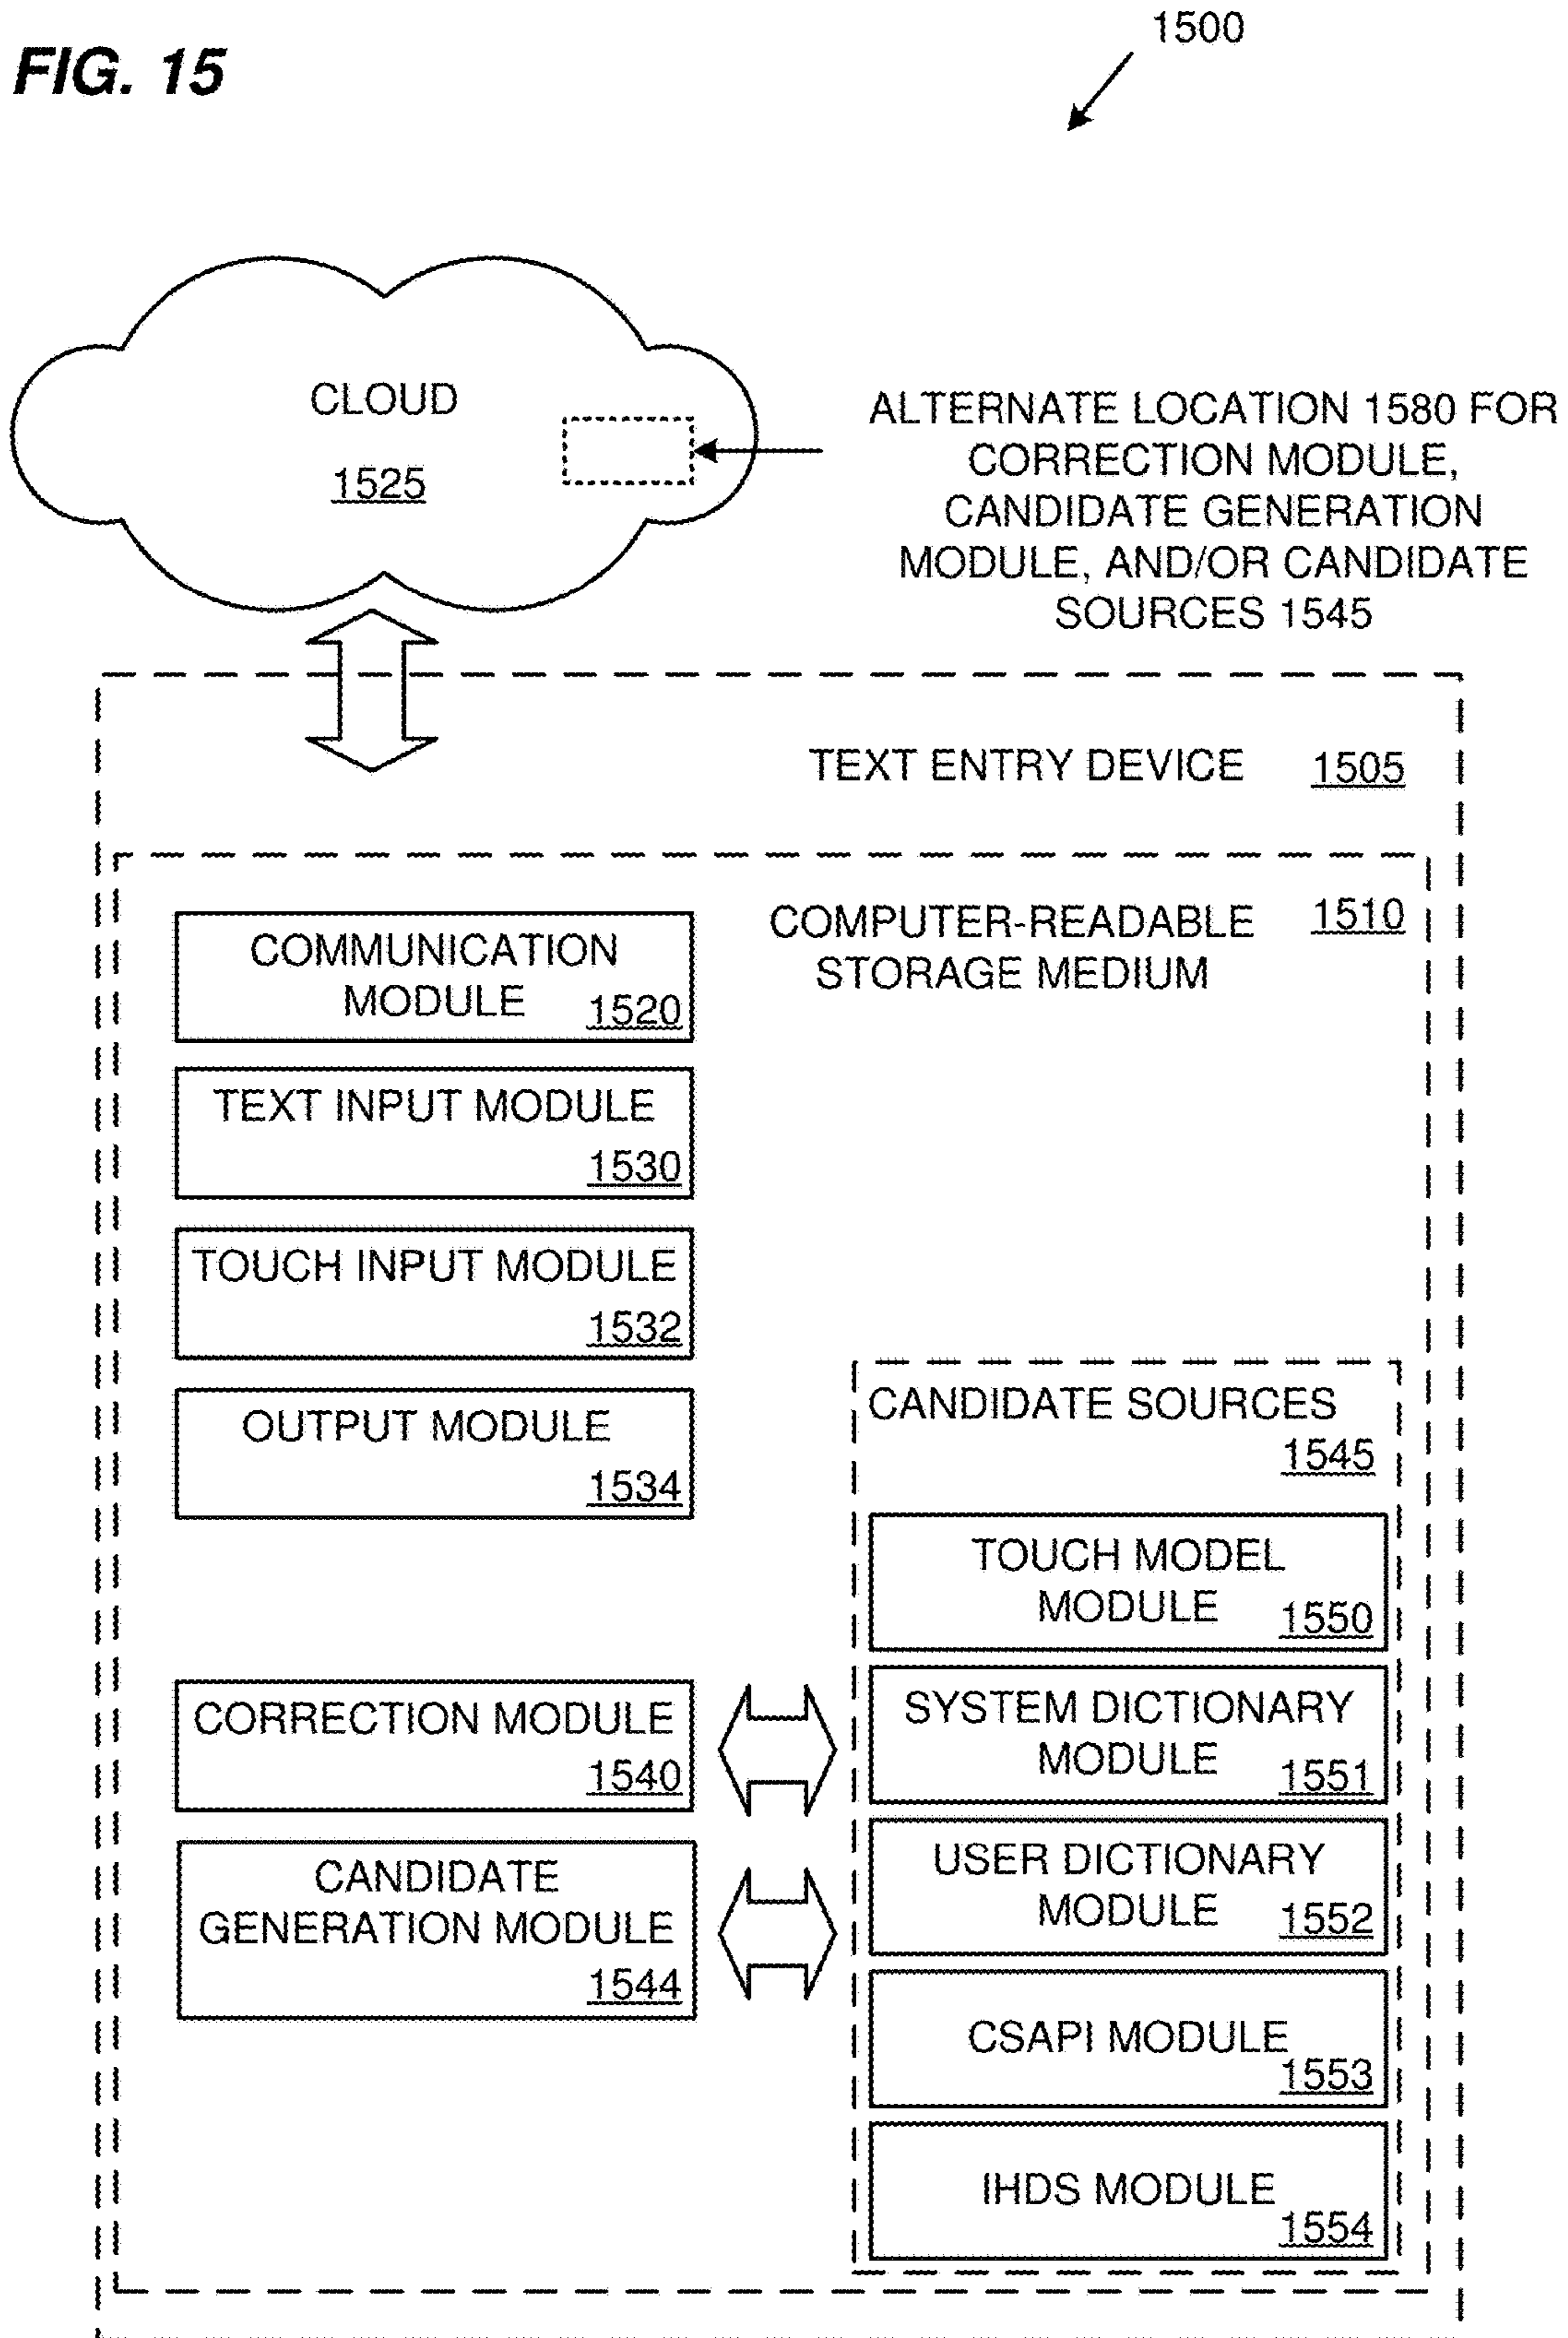 FIG. 15
1500
CLOUD
1525
ALTERNATE LOCATION 1580 FOR
CORRECTION MODULE,
CANDIDATE GENERATION
MODULE, AND/OR CANDIDATE
SOURCES 1545
TEXT ENTRY DEVICE 1505
COMPUTER-READABLE 1510
STORAGE MEDIUM
COMMUNICATION
MODULE 1520
TEXT INPUT MODULE
1530
TOUCH INPUT MODULE
1532
OUTPUT MODULE
1534
CORRECTION MODULE
1540
CANDIDATE
GENERATION MODULE
1544
CANDIDATE SOURCES
1545
TOUCH MODEL
MODULE 1550
SYSTEM DICTIONARY
MODULE 1551
USER DICTIONARY
MODULE 1552
CSAPI MODULE
1553
IHDS MODULE
1554